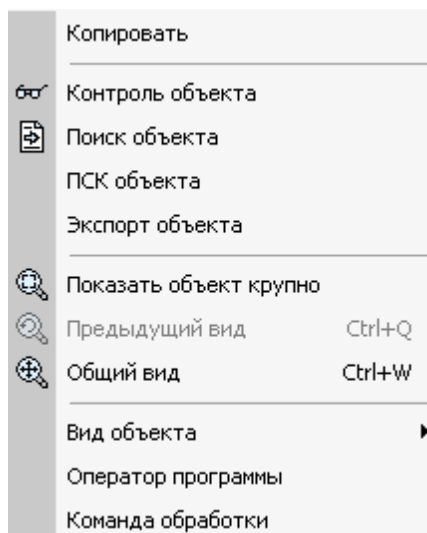 Копировать
Контроль объекта
Поиск объекта
ПСК объекта
Экспорт объекта
Показать объект крупно
Предыдущий вид Ctrl+Q
Общий вид Ctrl+W
Вид объекта
Оператор программы
Команда обработки